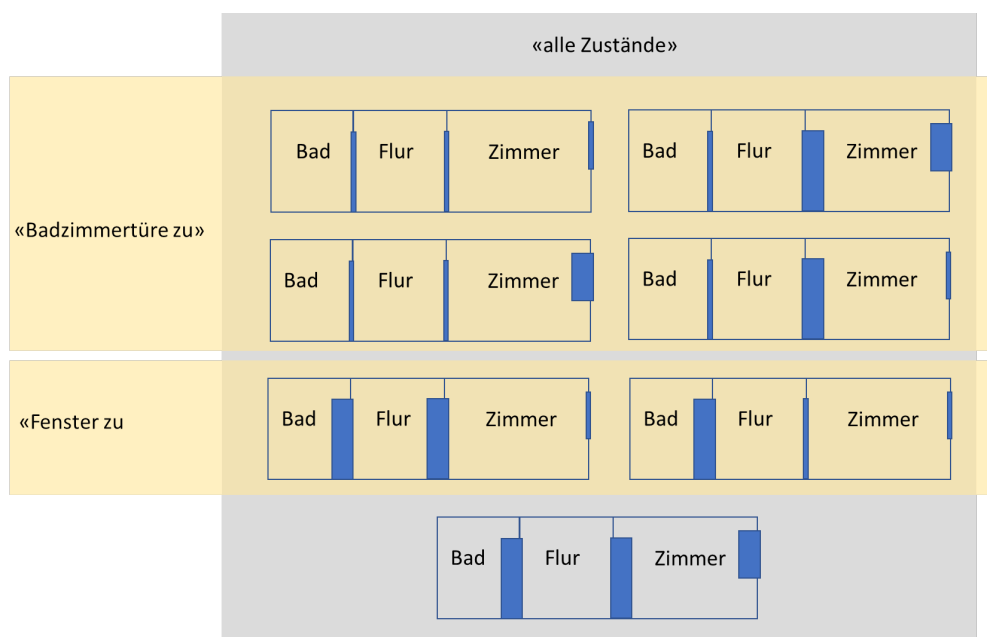 «alle Zustände»
Bad Flur Zimmer Bad Flur Zimmer
«Badzimmertüre zu»
Bad Flur Zimmer Bad Flur Zimmer
«Fenster zu
Bad Flur Zimmer Bad Flur Zimmer
Bad Flur Zimmer